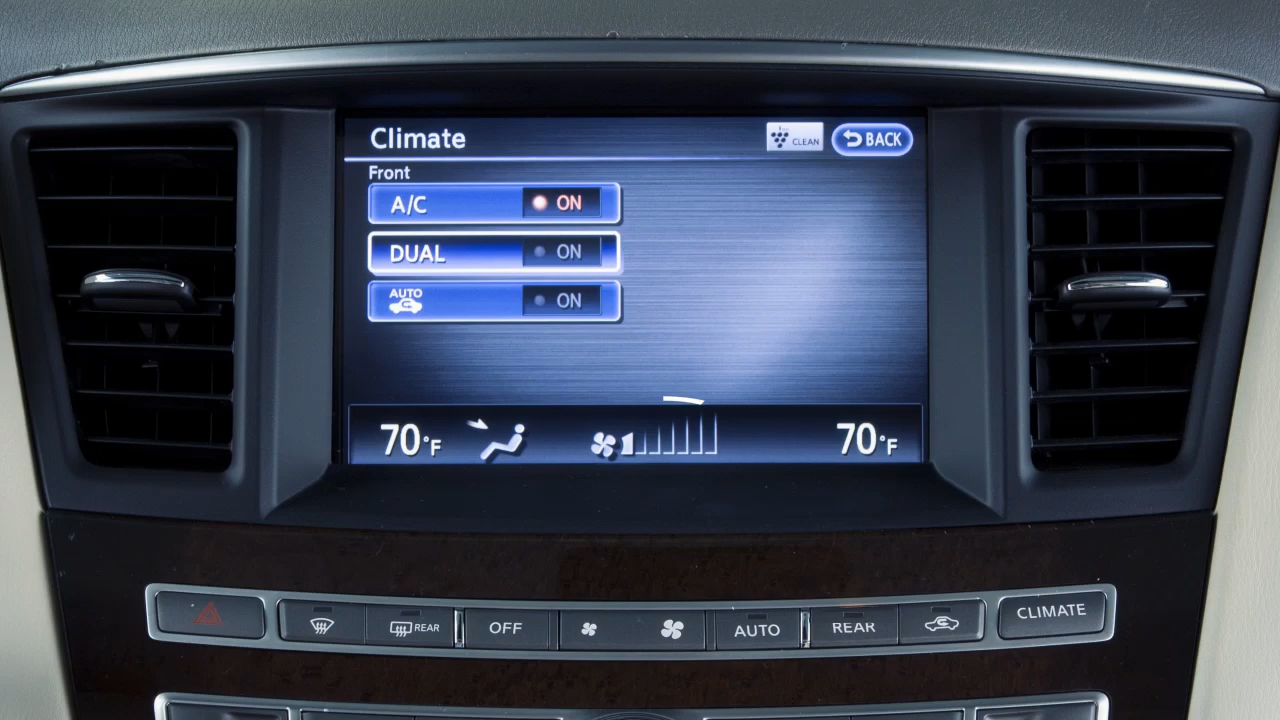 Climate
CLEAN
BACK
Front
A/C ON
DUAL ON
AUTO ON
70°F 70°F
REAR OFF AUTO REAR CLIMATE